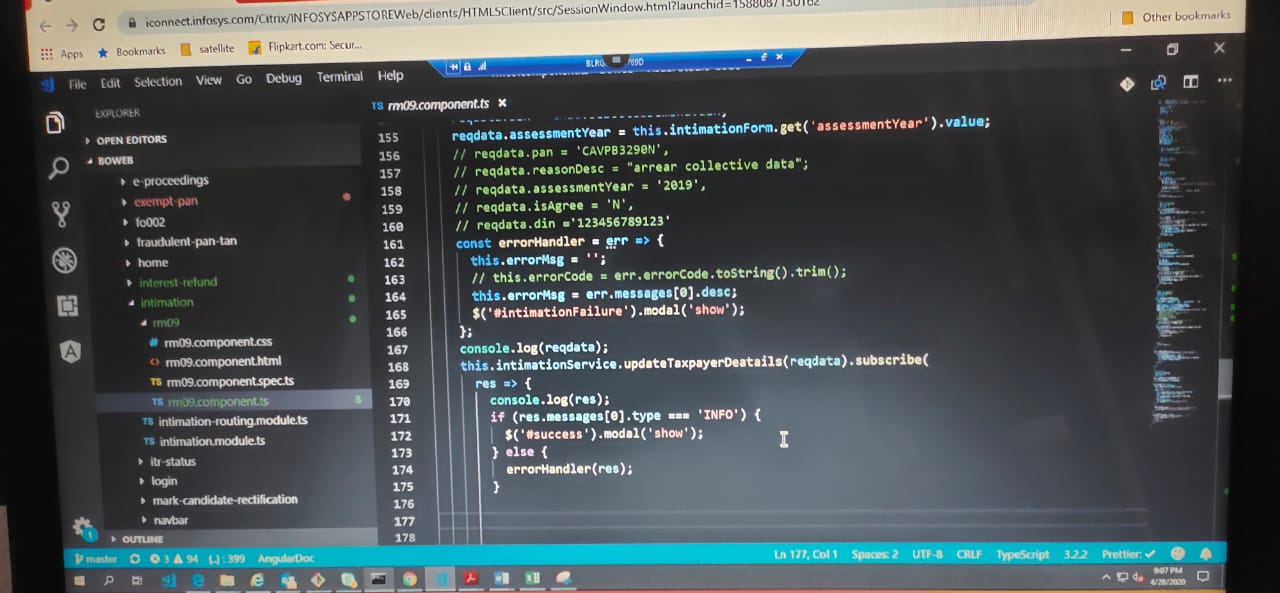 iconnect.infosys.com/Citrix/INFOSYSAPPSTOREWeb/clients/HTML5Client/src/SessionWindow.html?launchid=1588087150162
Apps Bookmarks satellite Flipkart.com: Secur... Other bookmarks
File Edit Selection View Go Debug Terminal Help
EXPLORER
OPEN EDITORS
BOWEB
e-proceedings
exempt-pan
fo002
fraudulent-pan-tan
home
interest-refund
intimation
rm09
# rm09.component.css
<> rm09.component.html
TS rm09.component.spec.ts
TS rm09.component.ts 8
TS intimation-routing.module.ts
TS intimation.module.ts
itr-status
login
mark-candidate-rectification
navbar
OUTLINE
TS rm09.component.ts ×
155 reqdata.assessmentYear = this.intimationForm.get('assessmentYear').value;
156 // reqdata.pan = 'CAVPB3290N',
157 // reqdata.reasonDesc = "arrear collective data";
158 // reqdata.assessmentYear = '2019',
159 // reqdata.isAgree = 'N',
160 // reqdata.din ='123456789123'
161 const errorHandler = err => {
162 this.errorMsg = '';
163 // this.errorCode = err.errorCode.toString().trim();
164 this.errorMsg = err.messages[0].desc;
165 $('#intimationFailure').modal('show');
166 };
167 console.log(reqdata);
168 this.intimationService.updateTaxpayerDeatails(reqdata).subscribe(
169 res => {
170 console.log(res);
171 if (res.messages[0].type === 'INFO') {
172 $('#success').modal('show');
173 } else {
174 errorHandler(res);
175 }
176
177
178
1
master 3 94 {.} : 399 AngularDoc Ln 177, Col 1 Spaces: 2 UTF-8 CRLF TypeScript 3.2.2 Prettier: ✓
9:07 PM
4/28/2020